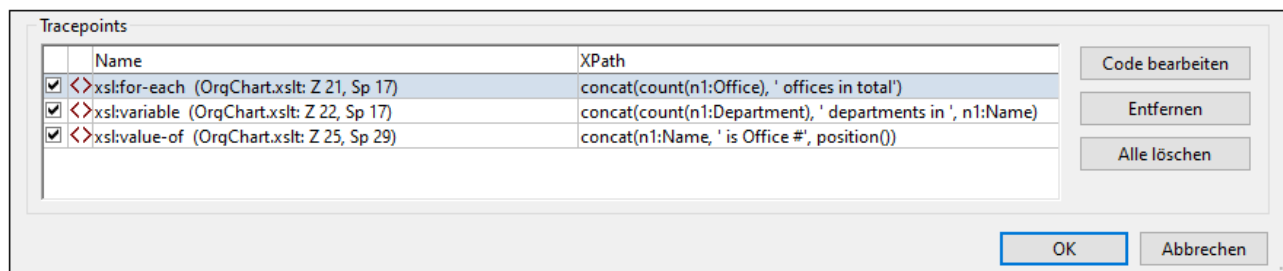 Tracepoints
Name XPath
xsl:for-each (OrgChart.xslt: Z 21, Sp 17) concat(count(n1:Office), ' offices in total')
xsl:variable (OrgChart.xslt: Z 22, Sp 17) concat(count(n1:Department), ' departments in ', n1:Name)
xsl:value-of (OrgChart.xslt: Z 25, Sp 29) concat(n1:Name, ' is Office #', position())
Code bearbeiten
Entfernen
Alle löschen
OK Abbrechen